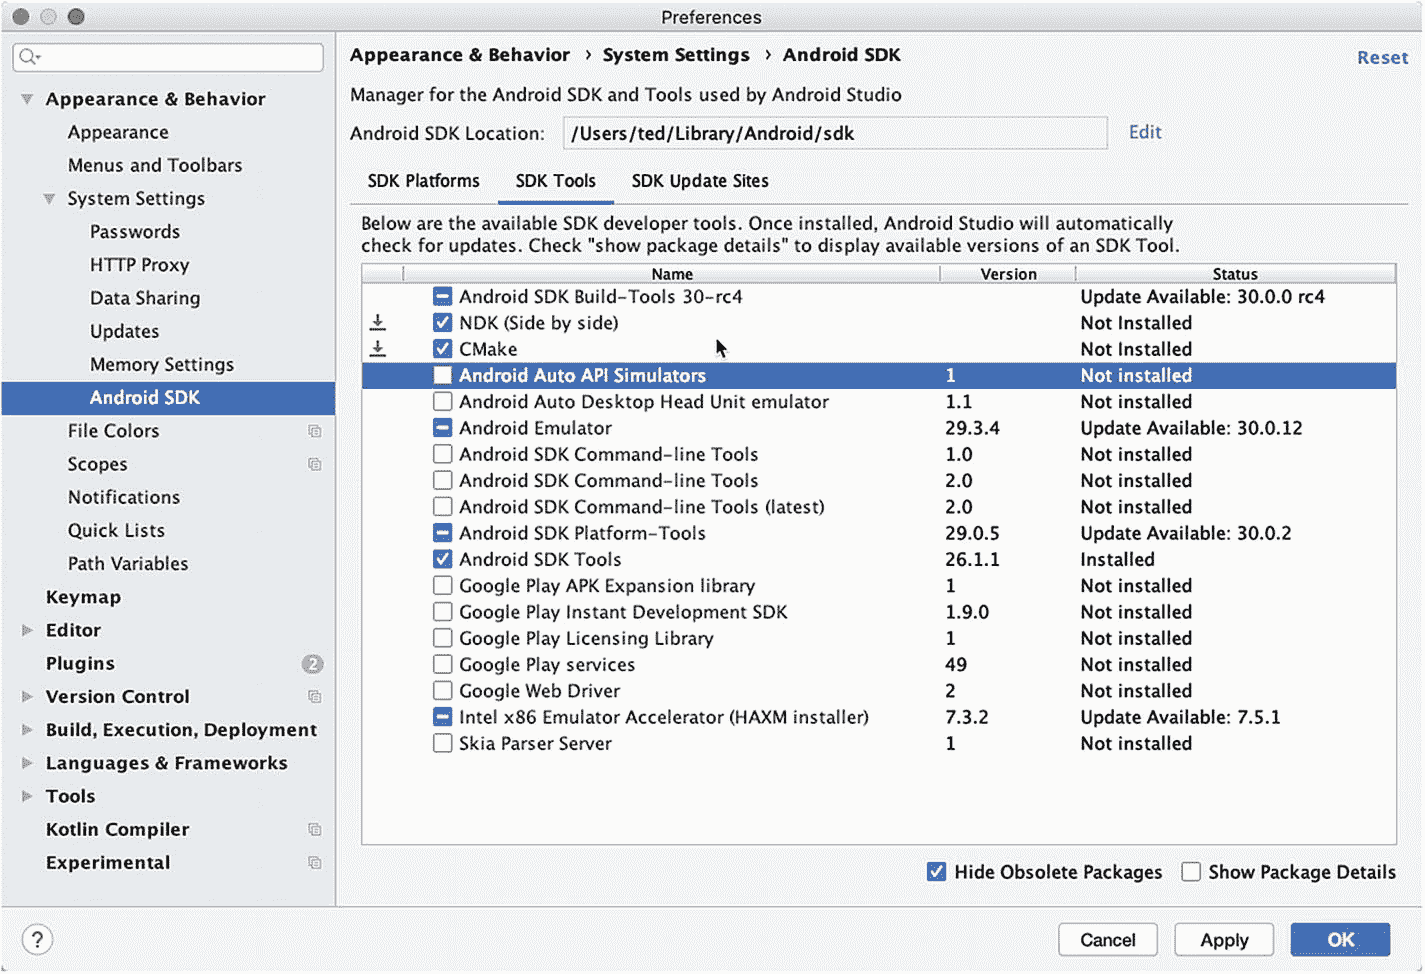 Preferences
Appearance & Behavior
Appearance
Menus and Toolbars
System Settings
Passwords
HTTP Proxy
Data Sharing
Updates
Memory Settings
Android SDK
File Colors
Scopes
Notifications
Quick Lists
Path Variables
Keymap
Editor
Plugins 2
Version Control
Build, Execution, Deployment
Languages & Frameworks
Tools
Kotlin Compiler
Experimental
Appearance & Behavior › System Settings › Android SDK
Reset
Manager for the Android SDK and Tools used by Android Studio
Android SDK Location: /Users/ted/Library/Android/sdk Edit
SDK Platforms SDK Tools SDK Update Sites
Below are the available SDK developer tools. Once installed, Android Studio will automatically
check for updates. Check "show package details" to display available versions of an SDK Tool.
Name Version Status
Android SDK Build-Tools 30-rc4 Update Available: 30.0.0 rc4
NDK (Side by side) Not Installed
CMake Not Installed
Android Auto API Simulators 1 Not installed
Android Auto Desktop Head Unit emulator 1.1 Not installed
Android Emulator 29.3.4 Update Available: 30.0.12
Android SDK Command-line Tools 1.0 Not installed
Android SDK Command-line Tools 2.0 Not installed
Android SDK Command-line Tools (latest) 2.0 Not installed
Android SDK Platform-Tools 29.0.5 Update Available: 30.0.2
Android SDK Tools 26.1.1 Installed
Google Play APK Expansion library 1 Not installed
Google Play Instant Development SDK 1.9.0 Not installed
Google Play Licensing Library 1 Not installed
Google Play services 49 Not installed
Google Web Driver 2 Not installed
Intel x86 Emulator Accelerator (HAXM installer) 7.3.2 Update Available: 7.5.1
Skia Parser Server 1 Not installed
Hide Obsolete Packages Show Package Details
? Cancel Apply OK